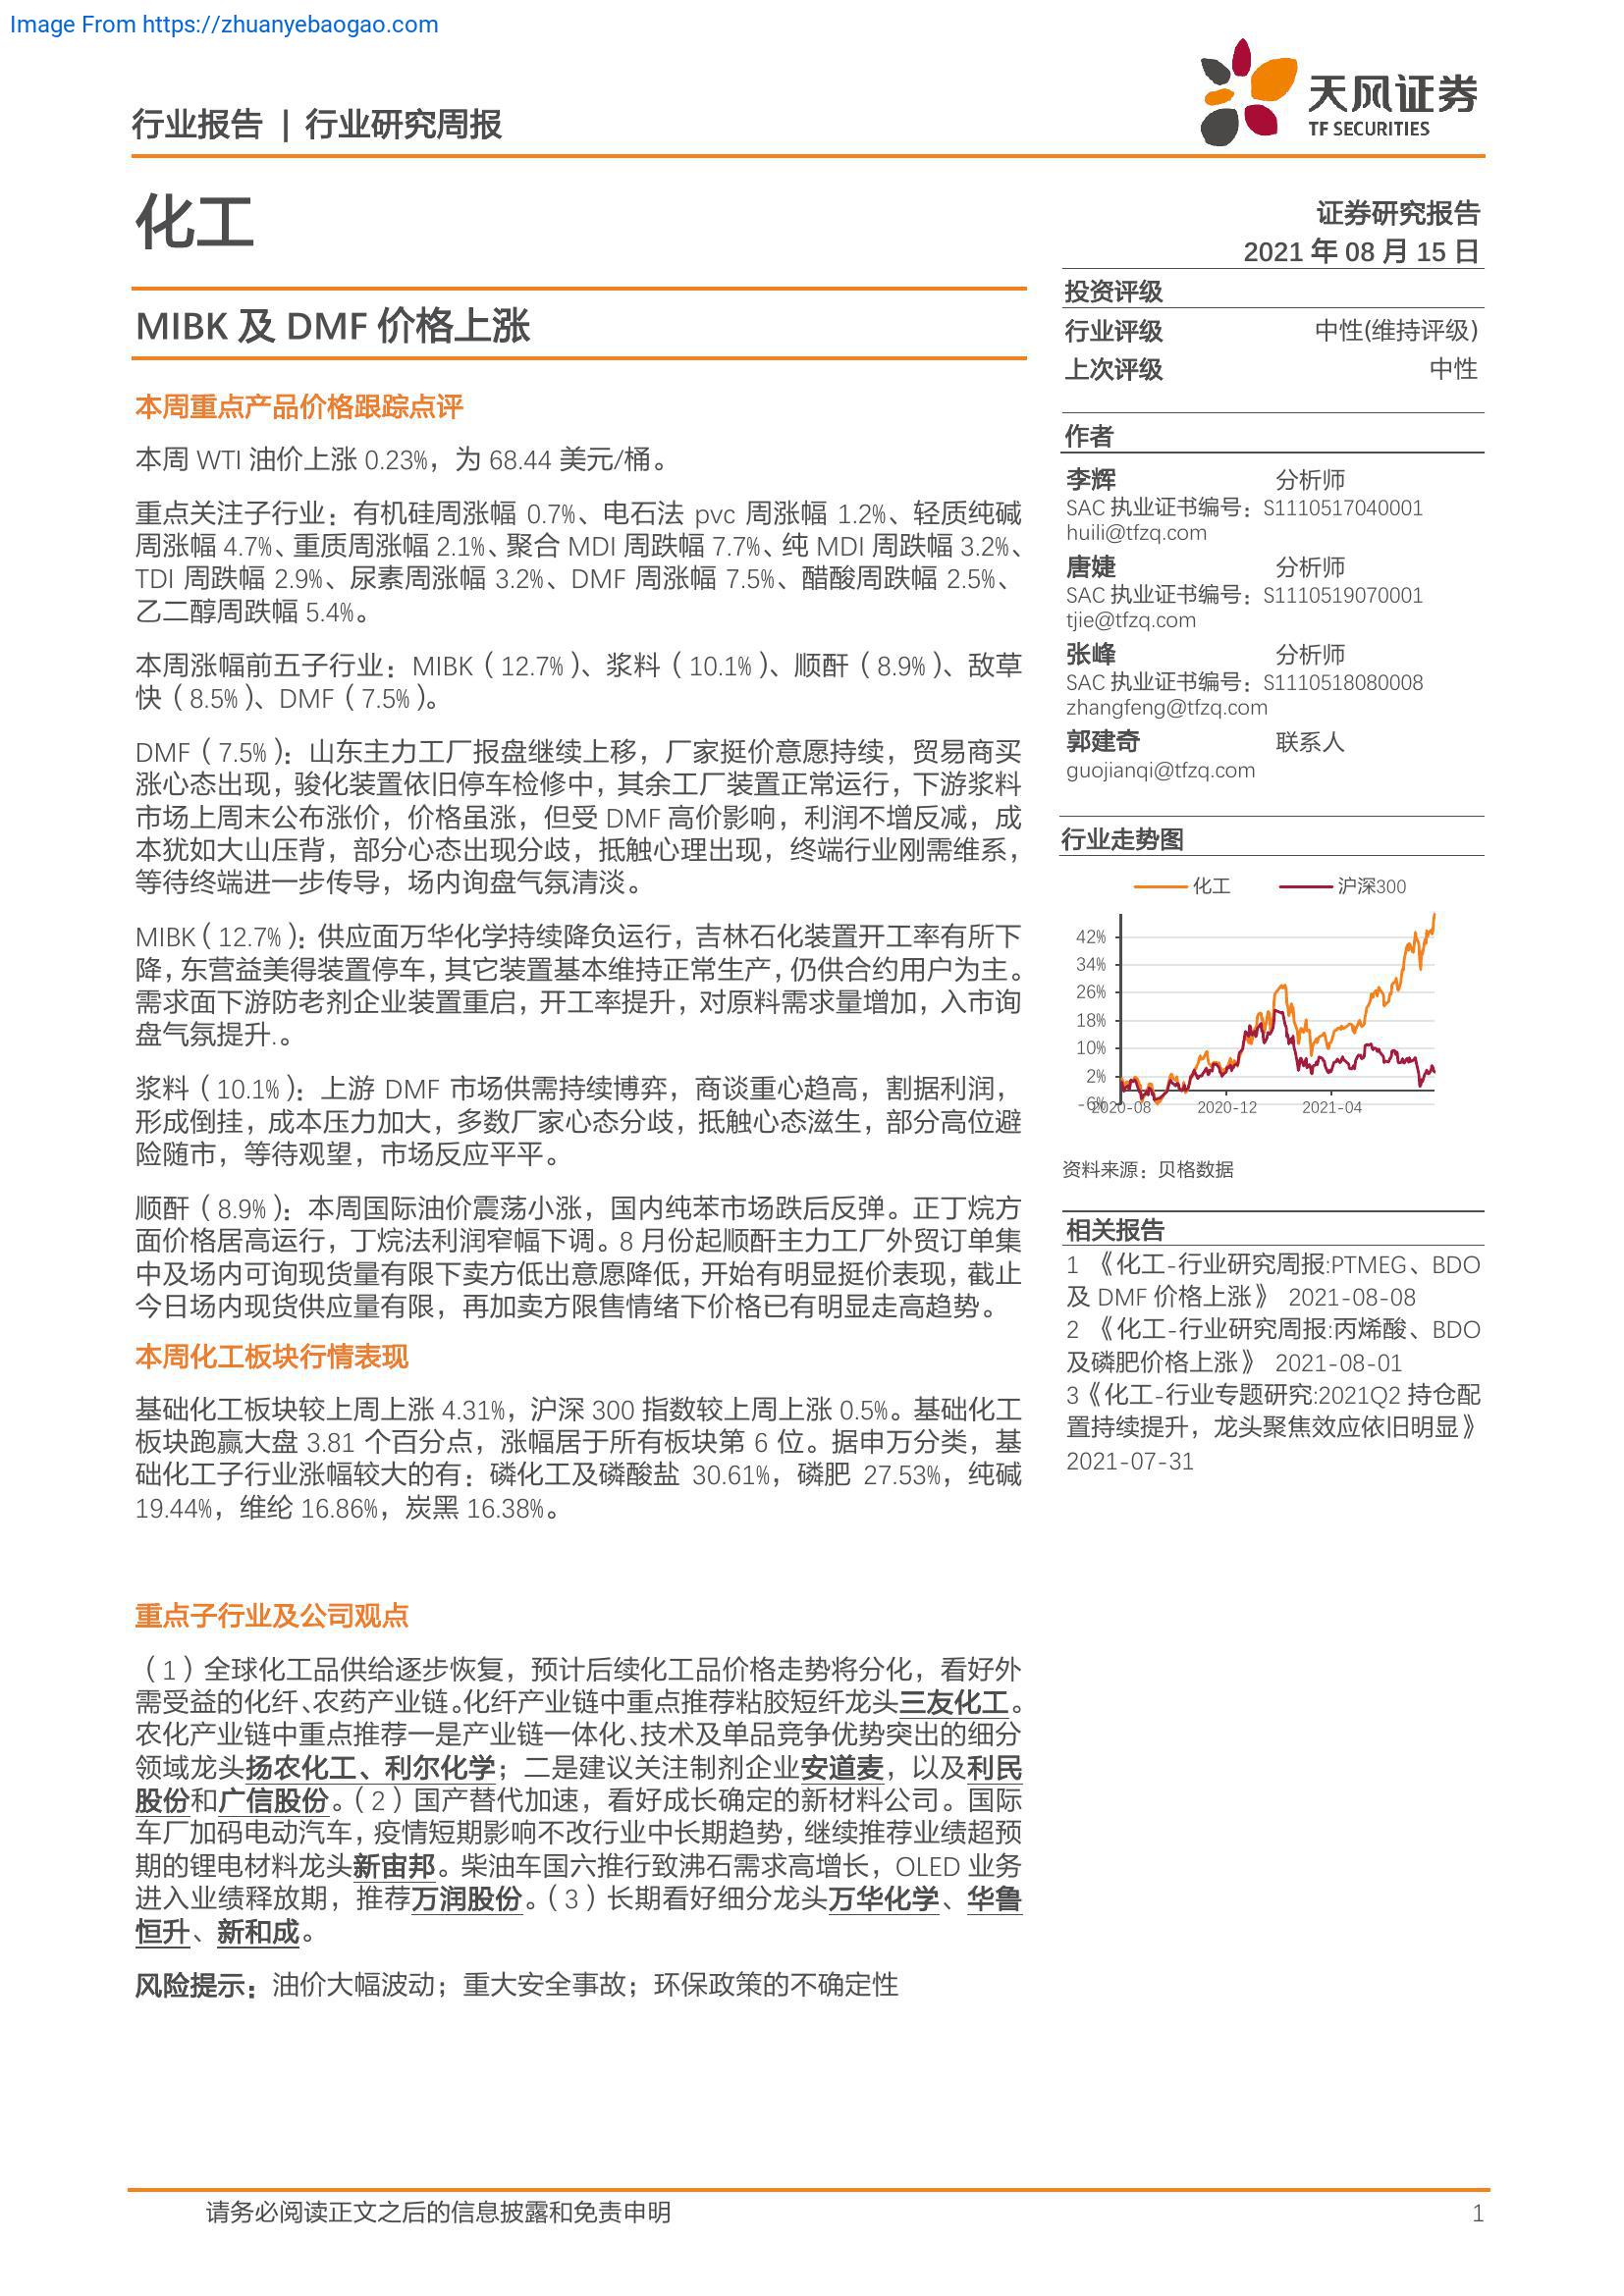 Image From https://zhuanyebaogao.com
行业报告 | 行业研究周报
天风证券
TF SECURITIES
化工
证券研究报告
2021 年 08 月 15 日
MIBK 及 DMF 价格上涨
本周重点产品价格跟踪点评
本周 WTI 油价上涨 0.23%，为 68.44 美元/桶。
重点关注子行业：有机硅周涨幅 0.7%、电石法 pvc 周涨幅 1.2%、轻质纯碱
周涨幅 4.7%、重质周涨幅 2.1%、聚合 MDI 周跌幅 7.7%、纯 MDI 周跌幅 3.2%、
TDI 周跌幅 2.9%、尿素周涨幅 3.2%、DMF 周涨幅 7.5%、醋酸周跌幅 2.5%、
乙二醇周跌幅 5.4%。
本周涨幅前五子行业：MIBK（12.7%）、浆料（10.1%）、顺酐（8.9%）、敌草
快（8.5%）、DMF（7.5%）。
DMF（7.5%）：山东主力工厂报盘继续上移，厂家挺价意愿持续，贸易商买
涨心态出现，骏化装置依旧停车检修中，其余工厂装置正常运行，下游浆料
市场上周末公布涨价，价格虽涨，但受 DMF 高价影响，利润不增反减，成
本犹如大山压背，部分心态出现分歧，抵触心理出现，终端行业刚需维系，
等待终端进一步传导，场内询盘气氛清淡。
MIBK（12.7%）：供应面万华化学持续降负运行，吉林石化装置开工率有所下
降，东营益美得装置停车，其它装置基本维持正常生产，仍供合约用户为主。
需求面下游防老剂企业装置重启，开工率提升，对原料需求量增加，入市询
盘气氛提升.。
浆料（10.1%）：上游 DMF 市场供需持续博弈，商谈重心趋高，割据利润，
形成倒挂，成本压力加大，多数厂家心态分歧，抵触心态滋生，部分高位避
险随市，等待观望，市场反应平平。
顺酐（8.9%）：本周国际油价震荡小涨，国内纯苯市场跌后反弹。正丁烷方
面价格居高运行，丁烷法利润窄幅下调。8 月份起顺酐主力工厂外贸订单集
中及场内可询现货量有限下卖方低出意愿降低，开始有明显挺价表现，截止
今日场内现货供应量有限，再加卖方限售情绪下价格已有明显走高趋势。
本周化工板块行情表现
基础化工板块较上周上涨 4.31%，沪深 300 指数较上周上涨 0.5%。基础化工
板块跑赢大盘 3.81 个百分点，涨幅居于所有板块第 6 位。据申万分类，基
础化工子行业涨幅较大的有：磷化工及磷酸盐 30.61%，磷肥 27.53%，纯碱
19.44%，维纶 16.86%，炭黑 16.38%。
重点子行业及公司观点
（1）全球化工品供给逐步恢复，预计后续化工品价格走势将分化，看好外
需受益的化纤、农药产业链。化纤产业链中重点推荐粘胶短纤龙头三友化工。
农化产业链中重点推荐一是产业链一体化、技术及单品竞争优势突出的细分
领域龙头扬农化工、利尔化学；二是建议关注制剂企业安道麦，以及利民
股份和广信股份。（2）国产替代加速，看好成长确定的新材料公司。国际
车厂加码电动汽车，疫情短期影响不改行业中长期趋势，继续推荐业绩超预
期的锂电材料龙头新宙邦。柴油车国六推行致沸石需求高增长，OLED 业务
进入业绩释放期，推荐万润股份。（3）长期看好细分龙头万华化学、华鲁
恒升、新和成。
风险提示：油价大幅波动；重大安全事故；环保政策的不确定性
投资评级
行业评级 中性(维持评级)
上次评级 中性
作者
李辉 分析师
SAC 执业证书编号：S1110517040001
huili@tfzq.com
唐婕 分析师
SAC 执业证书编号：S1110519070001
tjie@tfzq.com
张峰 分析师
SAC 执业证书编号：S1110518080008
zhangfeng@tfzq.com
郭建奇 联系人
guojianqi@tfzq.com
行业走势图
化工 沪深300
42%
34%
26%
18%
10%
2%
-6%
2020-08 2020-12 2021-04
资料来源：贝格数据
相关报告
1 《化工-行业研究周报:PTMEG、BDO
及 DMF 价格上涨》 2021-08-08
2 《化工-行业研究周报:丙烯酸、BDO
及磷肥价格上涨》 2021-08-01
3《化工-行业专题研究:2021Q2 持仓配
置持续提升，龙头聚焦效应依旧明显》
2021-07-31
请务必阅读正文之后的信息披露和免责申明 1